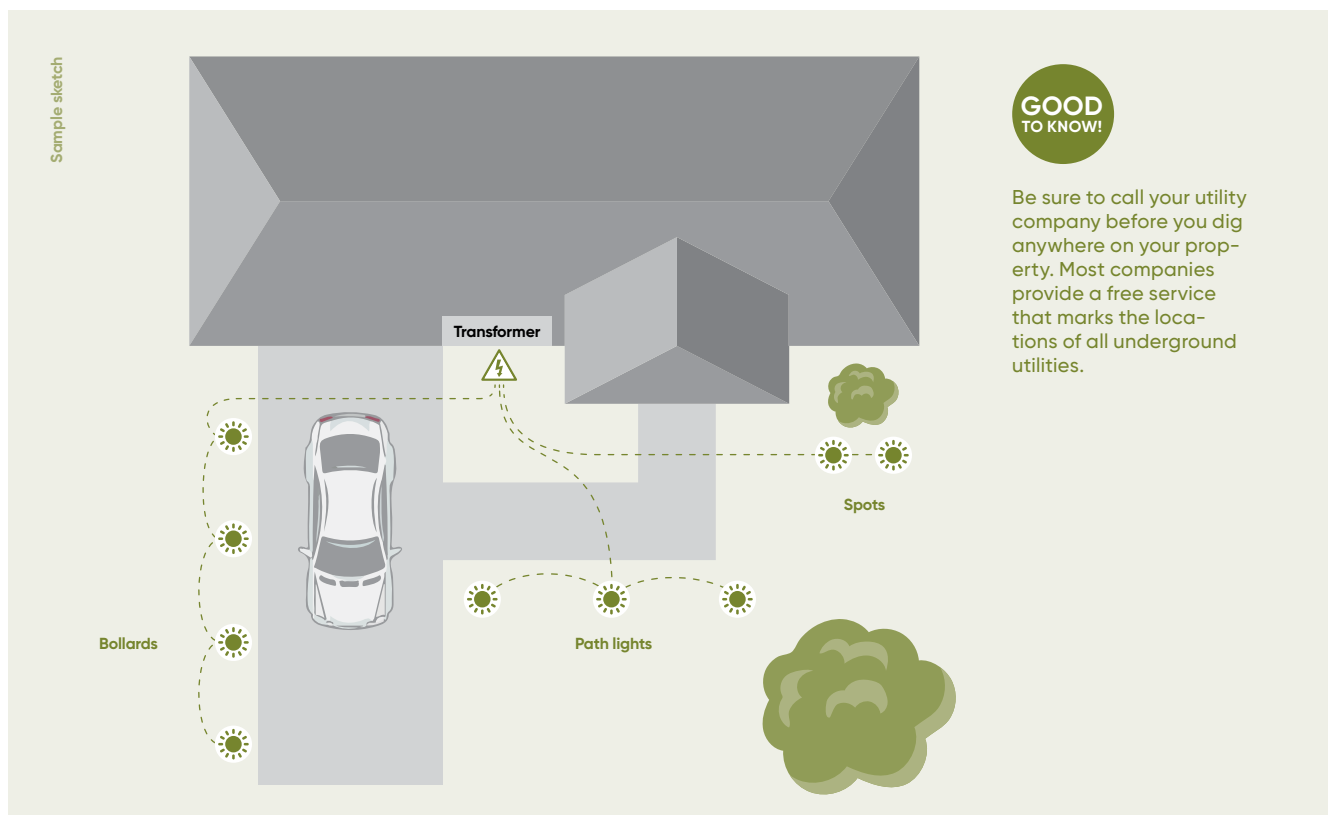 Sample sketch
GOOD
TO KNOW!
Be sure to call your utility
company before you dig
anywhere on your prop-
erty. Most companies
provide a free service
that marks the loca-
tions of all underground
utilities.
Transformer
Spots
Bollards
Path lights